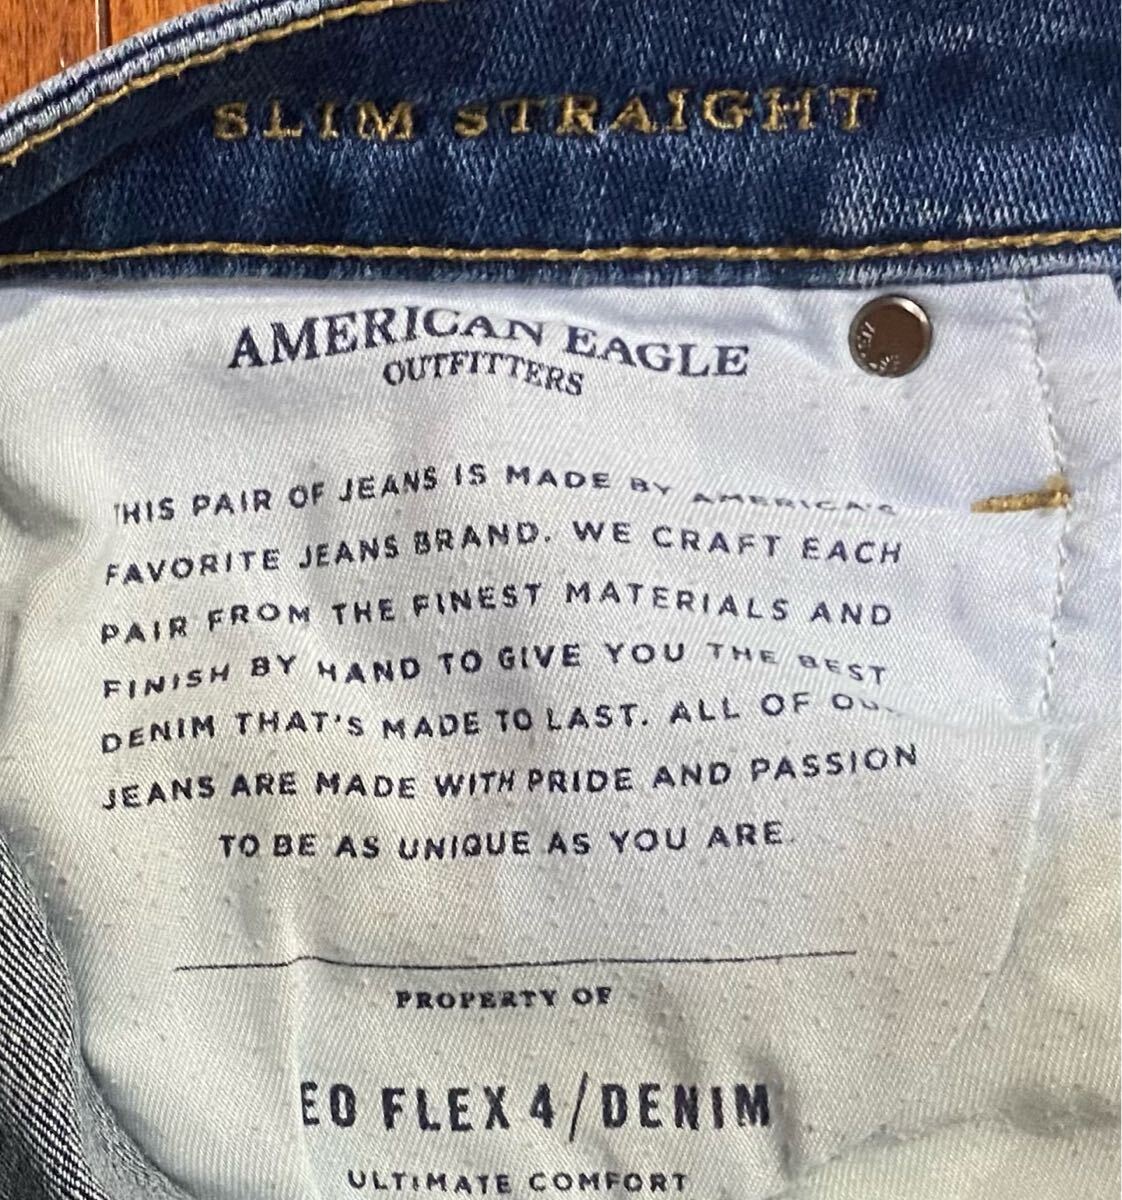 SLIM STRAIGHT
AMERICAN EAGLE
OUTFITTERS
THIS PAIR OF JEANS IS MADE BY AMERICA'S
FAVORITE JEANS BRAND. WE CRAFT EACH
PAIR FROM THE FINEST MATERIALS AND
FINISH BY HAND TO GIVE YOU THE BEST
DENIM THAT'S MADE TO LAST. ALL OF OUR
JEANS ARE MADE WITH PRIDE AND PASSION
TO BE AS UNIQUE AS YOU ARE.
PROPERTY OF
EO FLEX 4/DENIM
ULTIMATE COMFORT